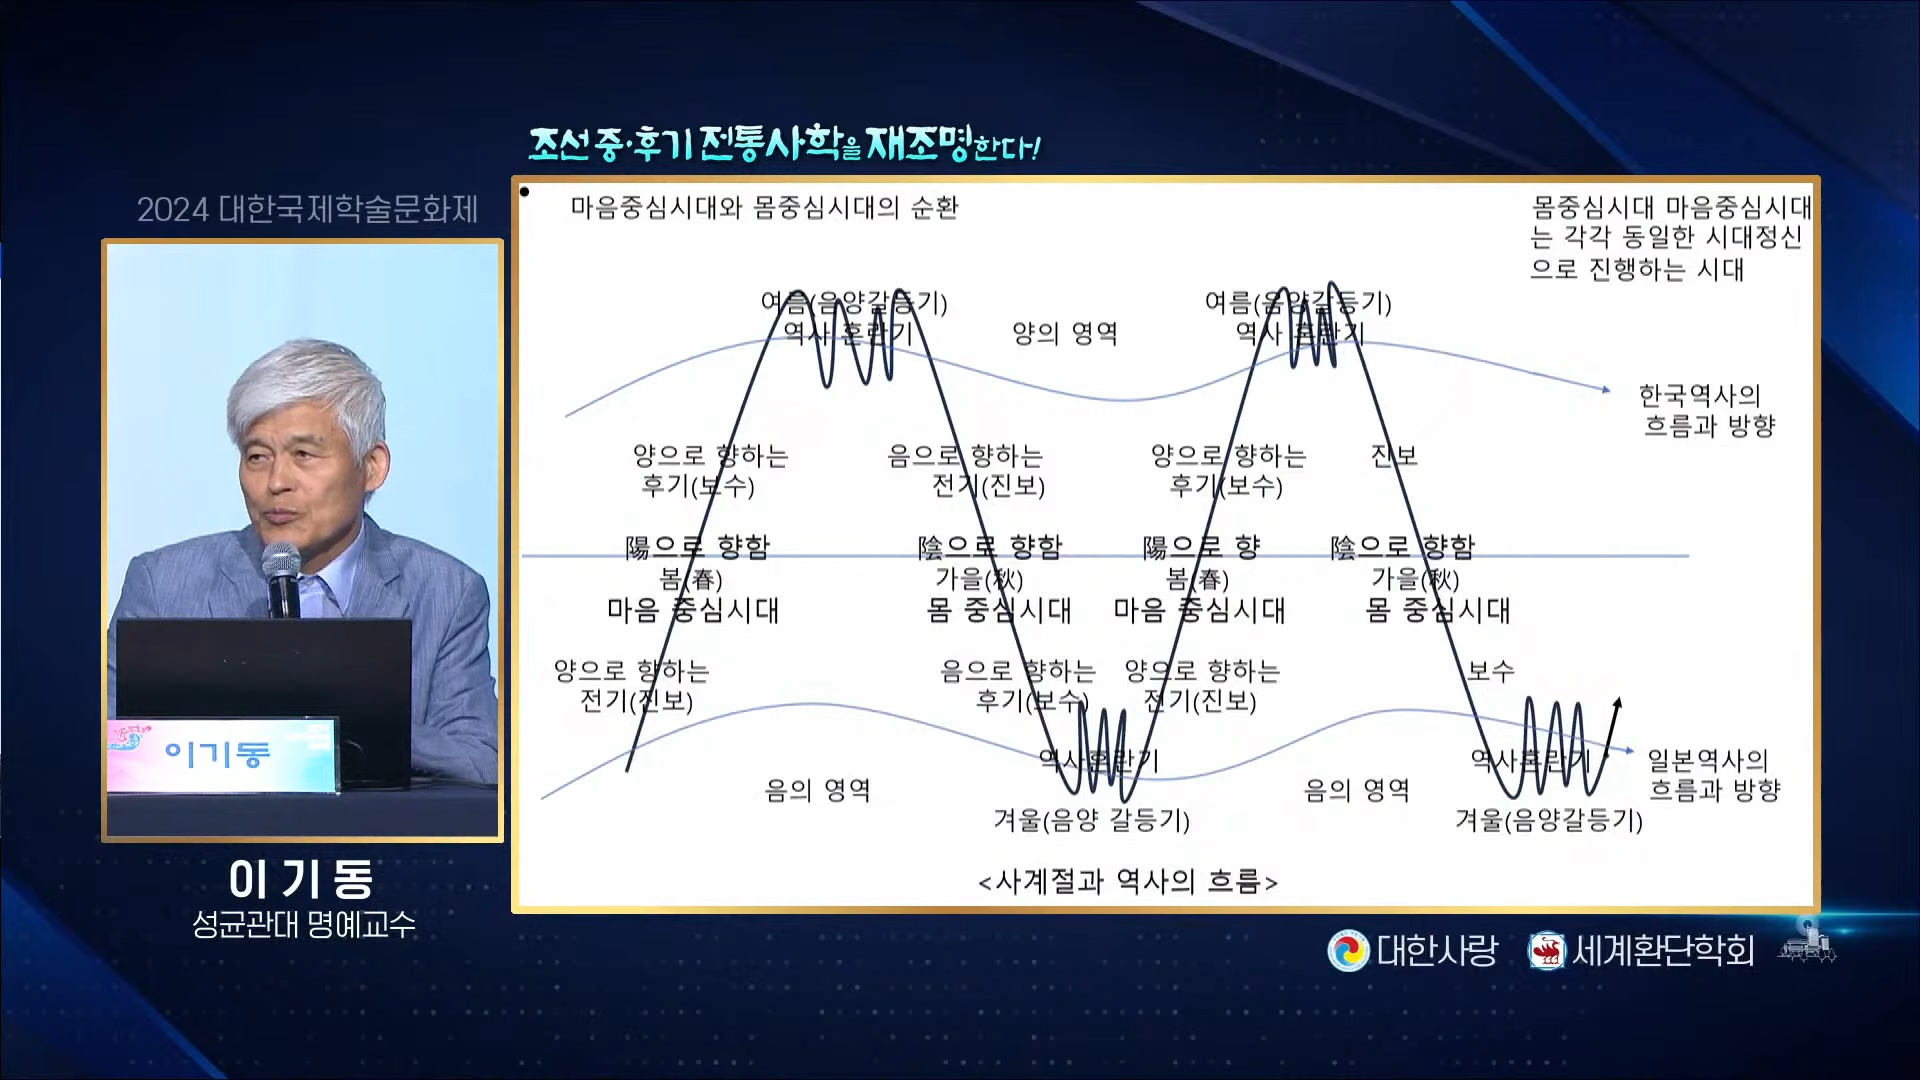 조선 중·후기 전통사학을 재조명한다!
2024 대한국제학술문화제
이기동
이기동
성균관대 명예교수
마음중심시대와 몸중심시대의 순환
몸중심시대 마음중심시대
는 각각 동일한 시대정신
으로 진행하는 시대
여름(음양갈등기)
역사 혼란기
양의 영역
여름(음양갈등기)
역사 혼란기
한국역사의
흐름과 방향
양으로 향하는
후기(보수)
음으로 향하는
전기(진보)
양으로 향하는
후기(보수)
진보
陽으로 향함
봄(春)
마음 중심시대
陰으로 향함
가을(秋)
몸 중심시대
陽으로 향
봄(春)
마음 중심시대
陰으로 향함
가을(秋)
몸 중심시대
양으로 향하는
전기(진보)
음으로 향하는
후기(보수)
양으로 향하는
전기(진보)
보수
음의 영역
역사혼란기
겨울(음양 갈등기)
음의 영역
역사혼란기
겨울(음양갈등기)
일본역사의
흐름과 방향
<사계절과 역사의 흐름>
대한사랑
세계환단학회